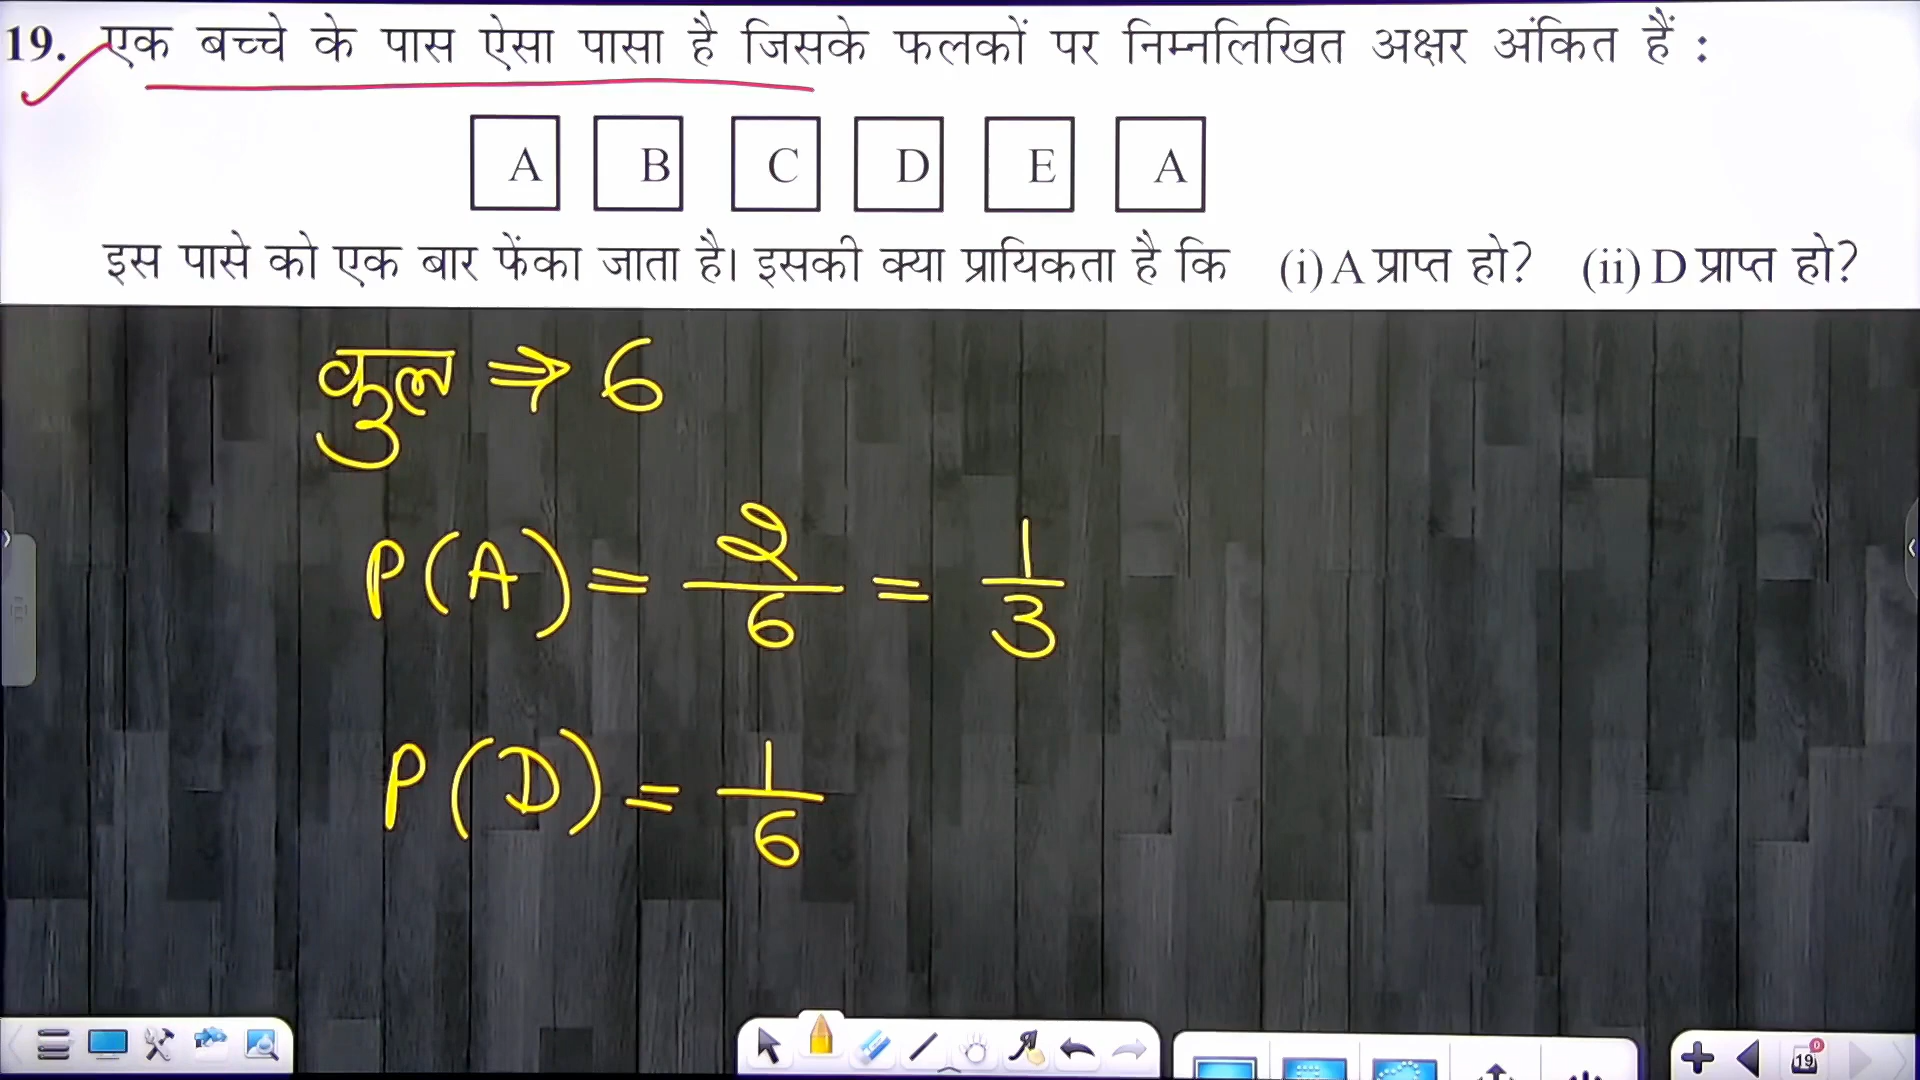 19. एक बच्चे के पास ऐसा पासा है जिसके फलकों पर निम्नलिखित अक्षर अंकित हैं :
A B C D E A
इस पासे को एक बार फेंका जाता है। इसकी क्या प्रायिकता है कि (i) A प्राप्त हो? (ii) D प्राप्त हो?
कुल ⇒ 6
P(A) = 2/6 = 1/3
P(D) = 1/6
19